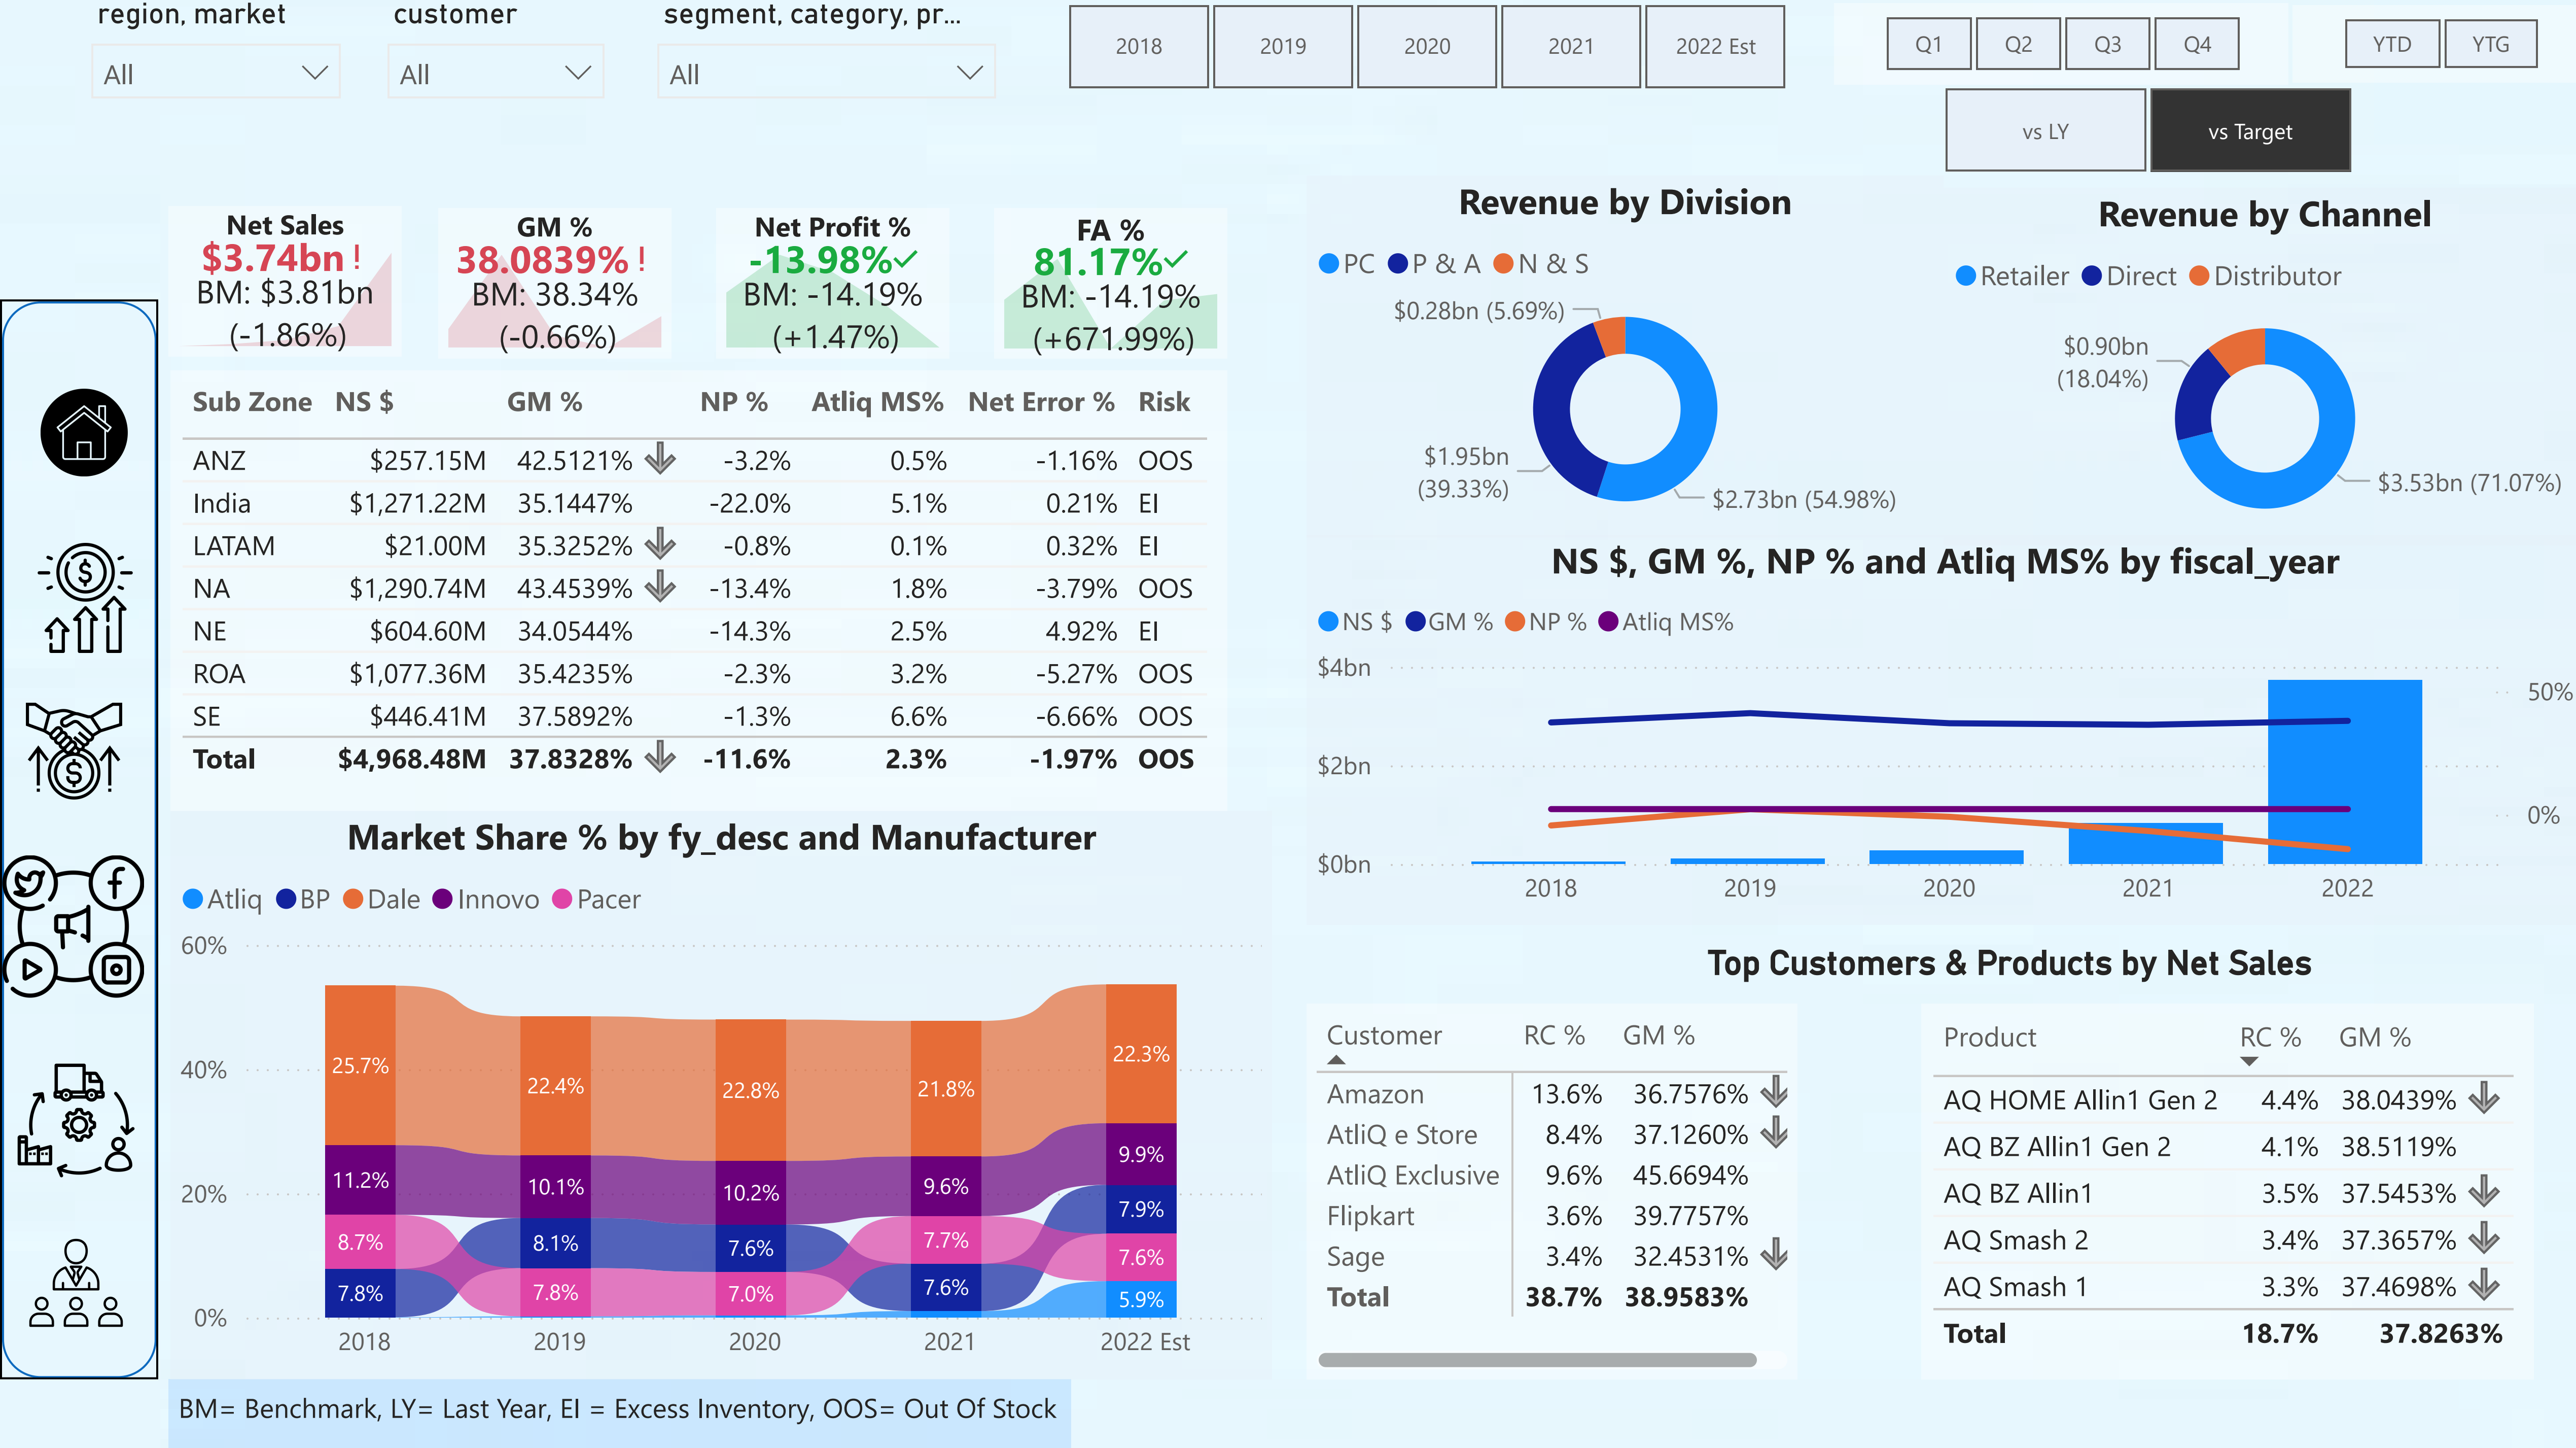 region, market
customer
segment, category, pr...
All
All
All
2018
2019
2020
2021
2022 Est
Q1
Q2
Q3
Q4
YTD
YTG
vs LY
vs Target
Net Sales
$3.74bn !
BM: $3.81bn
(-1.86%)
GM %
38.0839% !
BM: 38.34%
(-0.66%)
Net Profit %
-13.98%✓
BM: -14.19%
(+1.47%)
FA %
81.17%✓
BM: -14.19%
(+671.99%)
Sub Zone NS $ GM % NP % Atliq MS% Net Error % Risk
ANZ $257.15M 42.5121% -3.2% 0.5% -1.16% OOS
India $1,271.22M 35.1447% -22.0% 5.1% 0.21% EI
LATAM $21.00M 35.3252% -0.8% 0.1% 0.32% EI
NA $1,290.74M 43.4539% -13.4% 1.8% -3.79% OOS
NE $604.60M 34.0544% -14.3% 2.5% 4.92% EI
ROA $1,077.36M 35.4235% -2.3% 3.2% -5.27% OOS
SE $446.41M 37.5892% -1.3% 6.6% -6.66% OOS
Total $4,968.48M 37.8328% -11.6% 2.3% -1.97% OOS
Revenue by Division
PC P & A N & S
$0.28bn (5.69%)
$1.95bn
(39.33%)
$2.73bn (54.98%)
Revenue by Channel
Retailer Direct Distributor
$0.90bn
(18.04%)
$3.53bn (71.07%)
NS $, GM %, NP % and Atliq MS% by fiscal_year
NS $ GM % NP % Atliq MS%
$4bn
$2bn
$0bn
50%
0%
2018 2019 2020 2021 2022
Market Share % by fy_desc and Manufacturer
Atliq BP Dale Innovo Pacer
60%
40%
20%
0%
25.7%
11.2%
8.7%
7.8%
22.4%
10.1%
8.1%
7.8%
22.8%
10.2%
7.6%
7.0%
21.8%
9.6%
7.7%
7.6%
22.3%
9.9%
7.9%
7.6%
5.9%
2018 2019 2020 2021 2022 Est
Top Customers & Products by Net Sales
Customer RC % GM %
Amazon 13.6% 36.7576%
AtliQ e Store 8.4% 37.1260%
AtliQ Exclusive 9.6% 45.6694%
Flipkart 3.6% 39.7757%
Sage 3.4% 32.4531%
Total 38.7% 38.9583%
Product RC % GM %
AQ HOME Allin1 Gen 2 4.4% 38.0439%
AQ BZ Allin1 Gen 2 4.1% 38.5119%
AQ BZ Allin1 3.5% 37.5453%
AQ Smash 2 3.4% 37.3657%
AQ Smash 1 3.3% 37.4698%
Total 18.7% 37.8263%
BM= Benchmark, LY= Last Year, EI = Excess Inventory, OOS= Out Of Stock